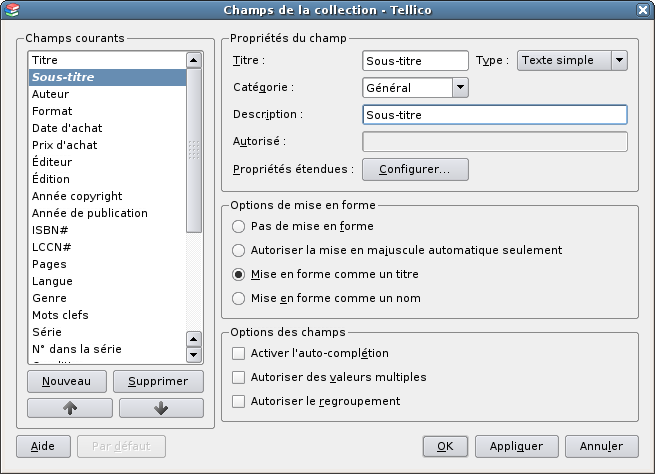 Champs de la collection - Tellico
Champs courants
Titre
Sous-titre
Auteur
Format
Date d'achat
Prix d'achat
Éditeur
Édition
Année copyright
Année de publication
ISBN#
LCCN#
Pages
Langue
Genre
Mots clefs
Série
N° dans la série
Nouveau
Supprimer
Propriétés du champ
Titre : Sous-titre Type : Texte simple
Catégorie : Général
Description : Sous-titre
Autorisé :
Propriétés étendues : Configurer...
Options de mise en forme
Pas de mise en forme
Autoriser la mise en majuscule automatique seulement
Mise en forme comme un titre
Mise en forme comme un nom
Options des champs
Activer l'auto-complétion
Autoriser des valeurs multiples
Autoriser le regroupement
Aide Par défaut OK Appliquer Annuler